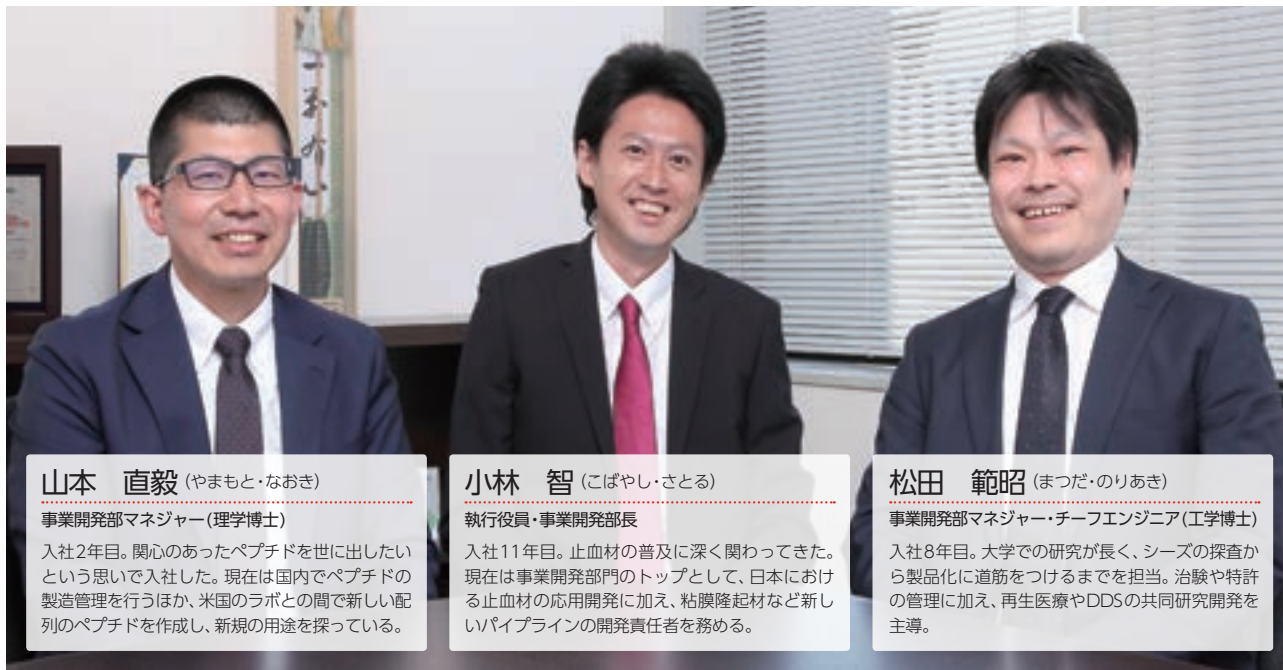 山本　直毅 (やまもと・なおき)
事業開発部マネジャー(理学博士)
入社2年目。関心のあったペプチドを世に出したい
という思いで入社した。現在は国内でペプチドの
製造管理を行うほか、米国のラボとの間で新しい配
列のペプチドを作成し、新規の用途を探っている。
小林　智 (こばやし・さとる)
執行役員・事業開発部長
入社11年目。止血材の普及に深く関わってきた。
現在は事業開発部門のトップとして、日本におけ
る止血材の応用開発に加え、粘膜隆起材など新し
いパイプラインの開発責任者を務める。
松田　範昭 (まつだ・のりあき)
事業開発部マネジャー・チーフエンジニア(工学博士)
入社8年目。大学での研究が長く、シーズの探査か
ら製品化に道筋をつけるまでを担当。治験や特許
の管理に加え、再生医療やDDSの共同研究開発を
主導。